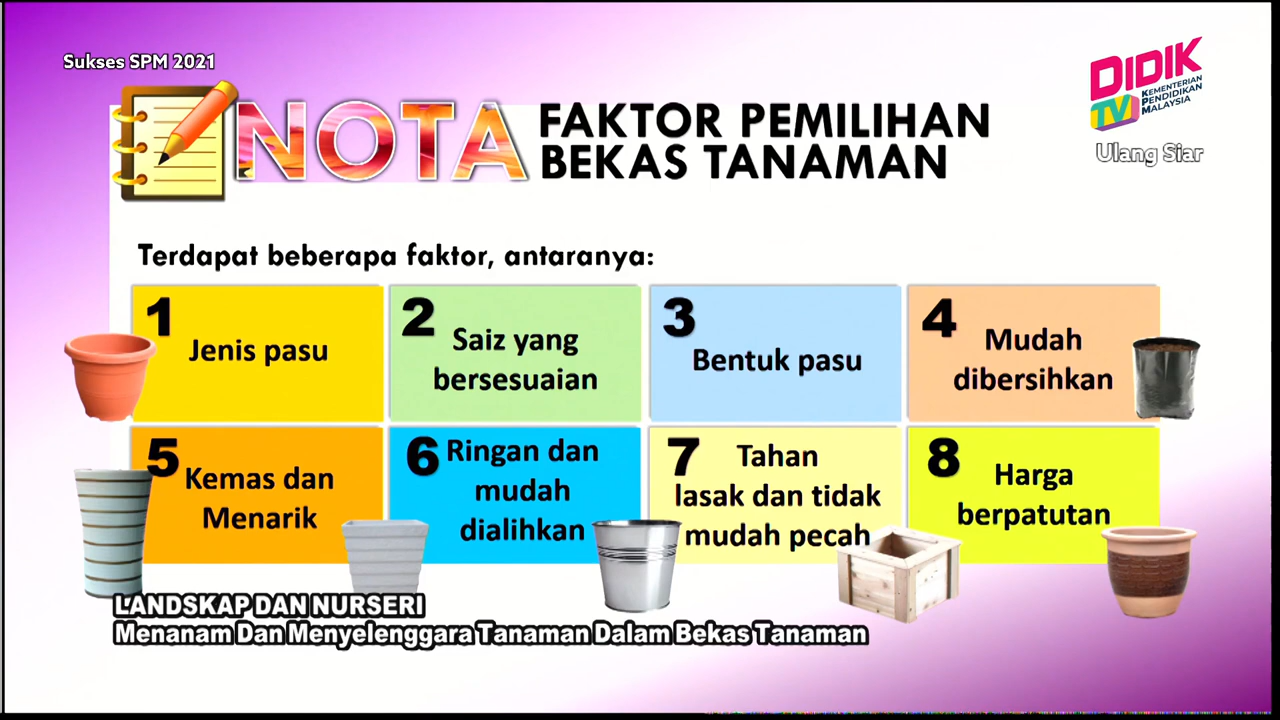 Sukses SPM 2021
DIDIK
TV
KEMENTERIAN
PENDIDIKAN
MALAYSIA
Ulang Siar
NOTA
FAKTOR PEMILIHAN
BEKAS TANAMAN
Terdapat beberapa faktor, antaranya:
1
Jenis pasu
2
Saiz yang
bersesuaian
3
Bentuk pasu
4
Mudah
dibersihkan
5
Kemas dan
Menarik
6
Ringan dan
mudah
dialihkan
7
Tahan
lasak dan tidak
mudah pecah
8
Harga
berpatutan
LANDSKAP DAN NURSERI
Menanam Dan Menyelenggara Tanaman Dalam Bekas Tanaman